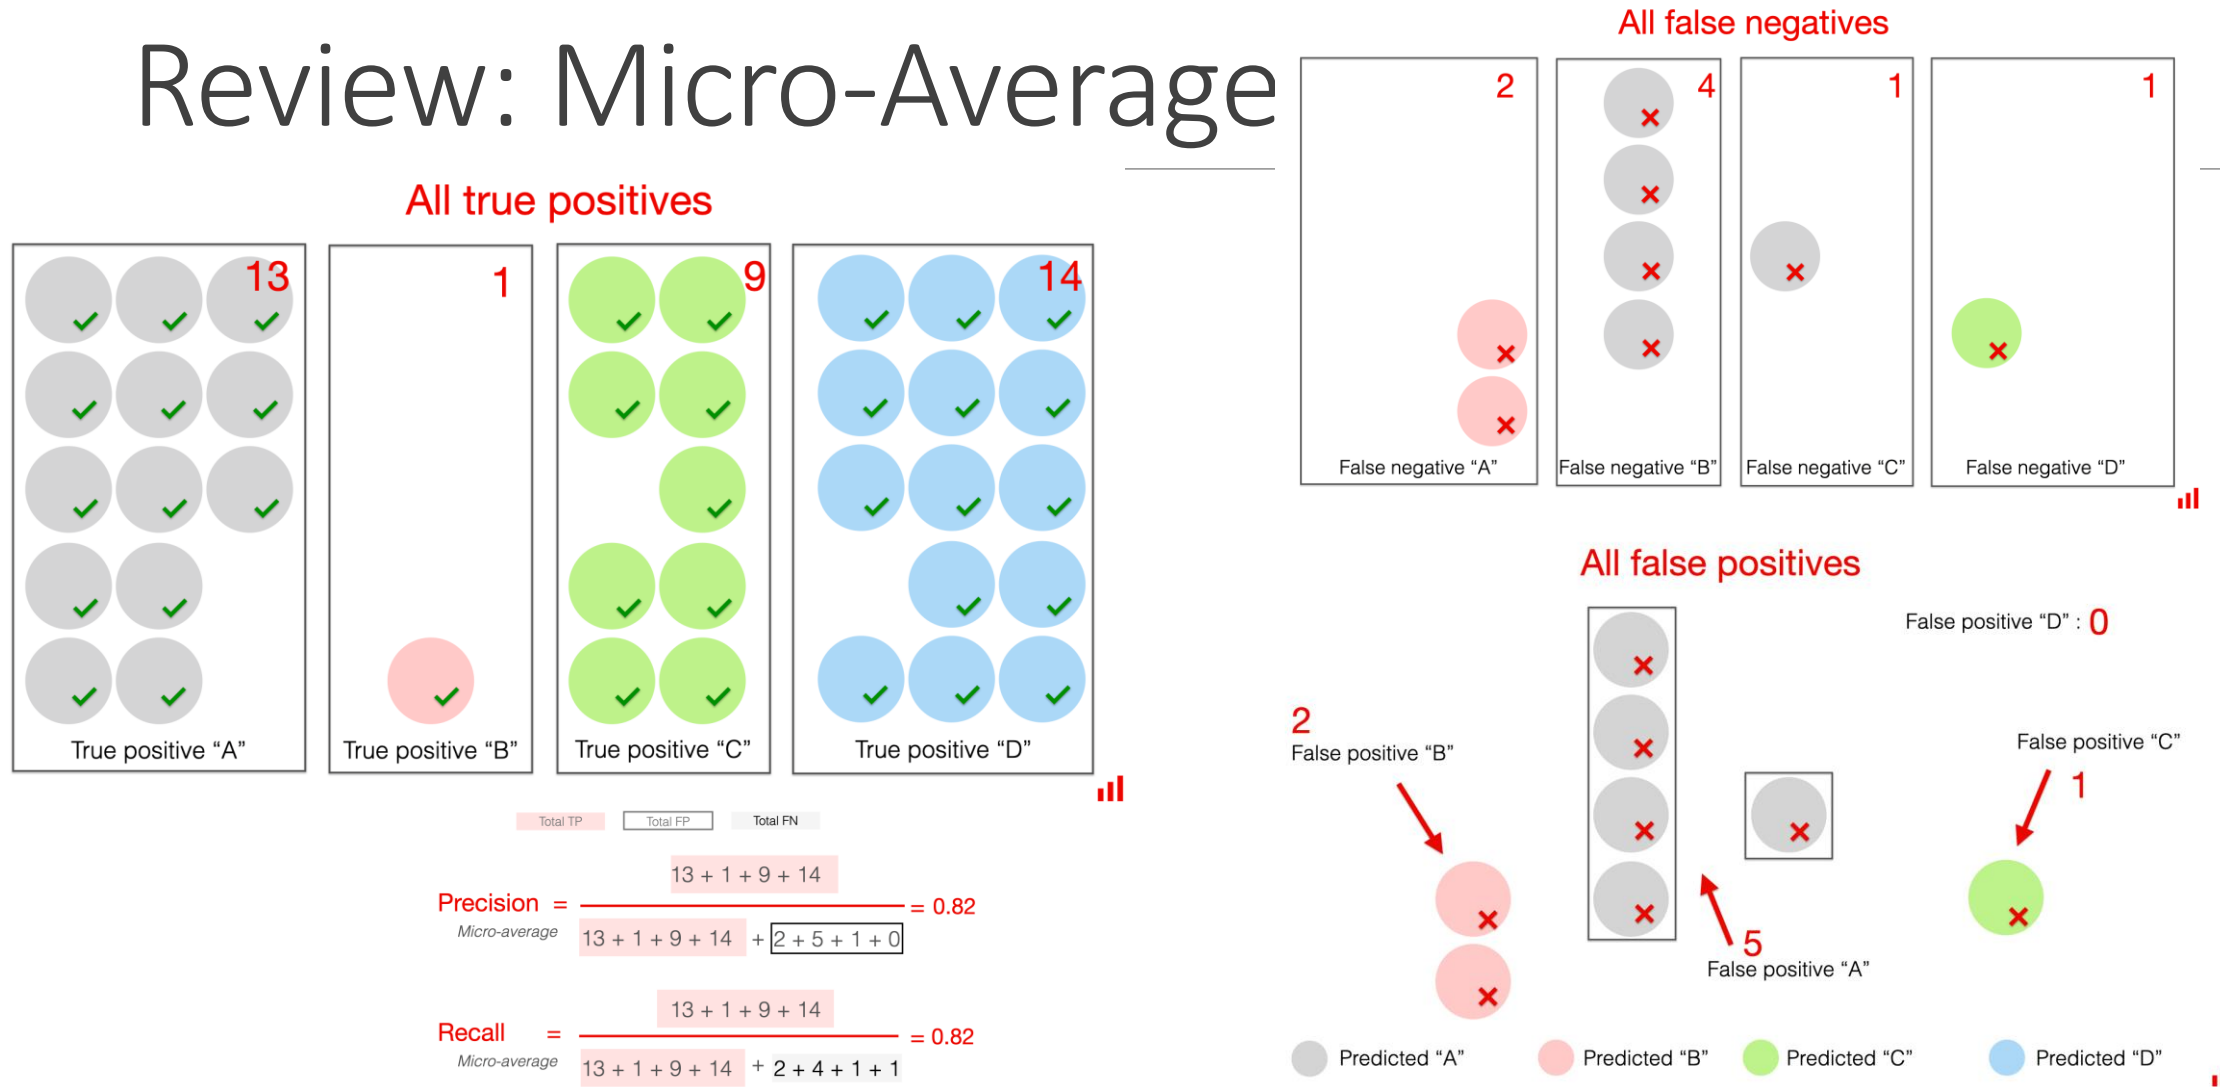 Review: Micro-Average
All true positives
13
1
9
14
True positive “A”
True positive “B”
True positive “C”
True positive “D”
Total TP
Total FP
Total FN
13 + 1 + 9 + 14
Precision =
= 0.82
Micro-average
13 + 1 + 9 + 14 + 2 + 5 + 1 + 0
13 + 1 + 9 + 14
Recall =
= 0.82
Micro-average
13 + 1 + 9 + 14 + 2 + 4 + 1 + 1
All false negatives
2
4
1
1
False negative “A”
False negative “B”
False negative “C”
False negative “D”
All false positives
False positive “D” : 0
2
False positive “B”
False positive “C”
1
5
False positive “A”
Predicted “A”
Predicted “B”
Predicted “C”
Predicted “D”